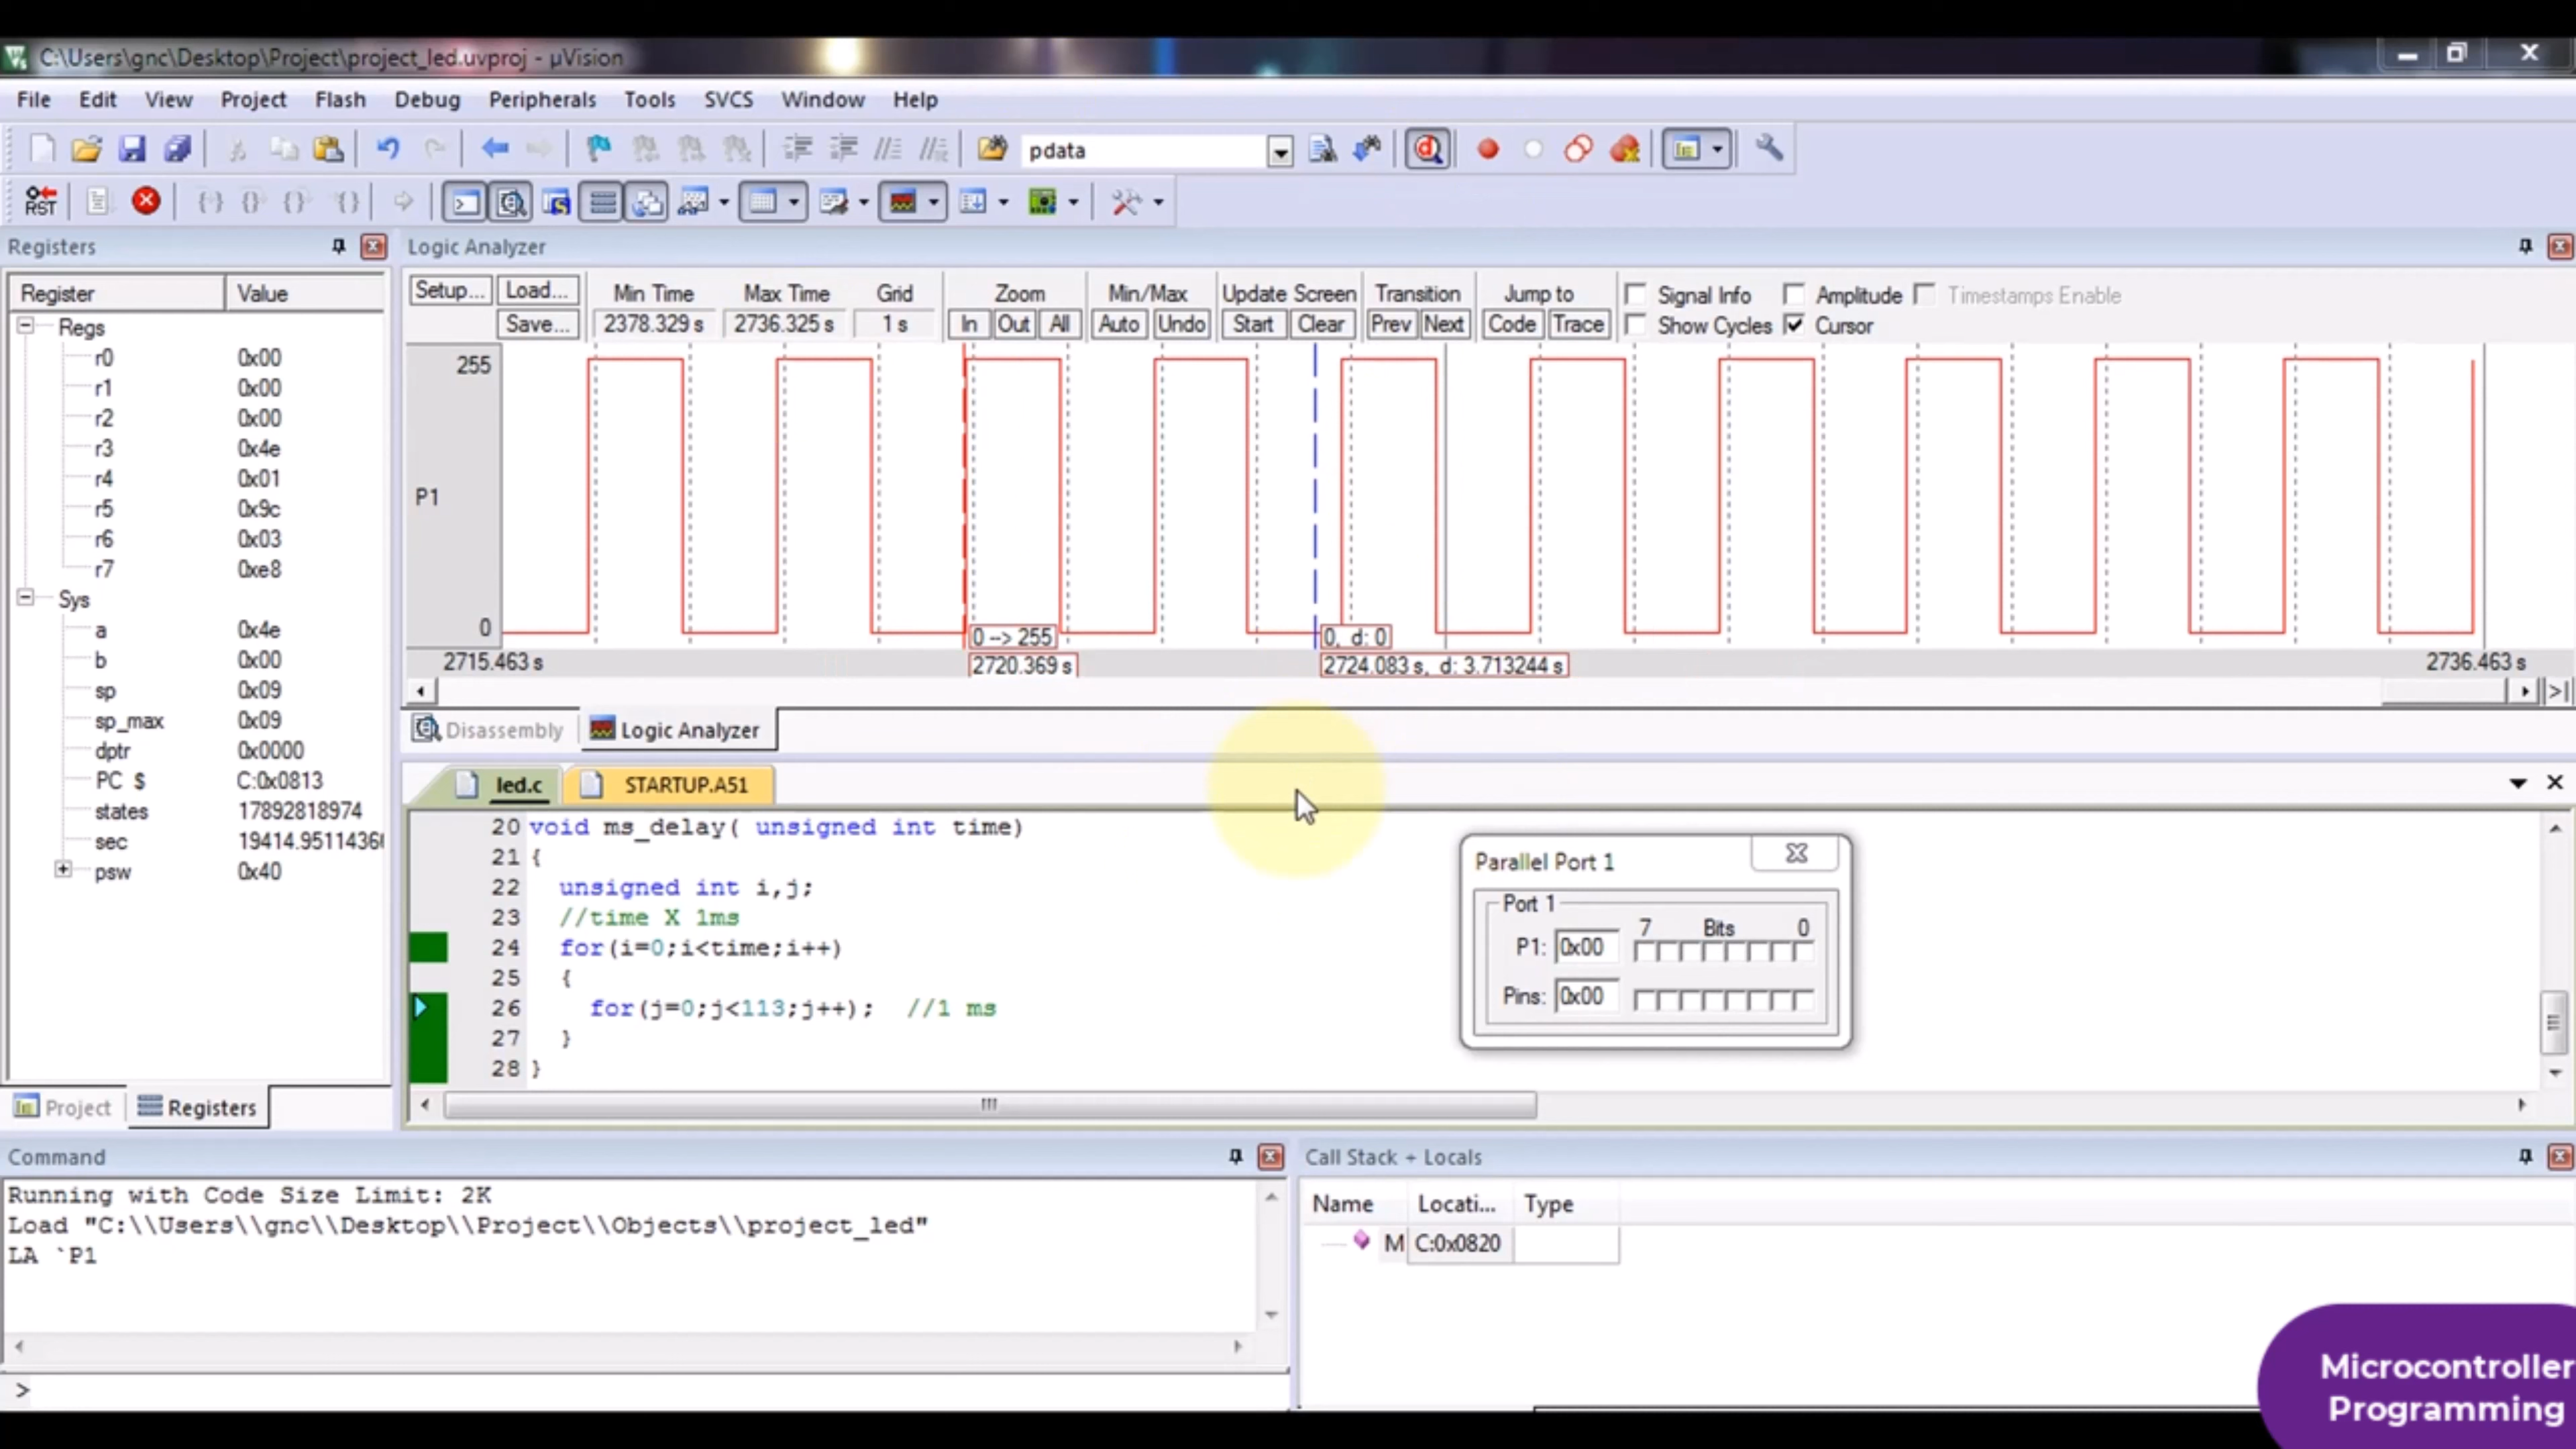 C:\Users\gnc\Desktop\Project\project_led.uvproj - µVision
File Edit View Project Flash Debug Peripherals Tools SVCS Window Help
pdata
RST
Registers
Register Value
Regs
r0 0x00
r1 0x00
r2 0x00
r3 0x4e
r4 0x01
r5 0x9c
r6 0x03
r7 0xe8
Sys
a 0x4e
b 0x00
sp 0x09
sp_max 0x09
dptr 0x0000
PC $ C:0x0813
states 17892818974
sec 19414.9511436
psw 0x40
Project Registers
Logic Analyzer
Setup... Load... Min Time Max Time Grid Zoom Min/Max Update Screen Transition Jump to Signal Info Amplitude Timestamps Enable
Save... 2378.329 s 2736.325 s 1 s In Out All Auto Undo Start Clear Prev Next Code Trace Show Cycles Cursor
255
P1
0
0 --> 255
0, d: 0
2715.463 s
2720.369 s
2724.083 s, d: 3.713244 s
2736.463 s
Disassembly Logic Analyzer
led.c STARTUP.A51
20 void ms_delay( unsigned int time)
21 {
22 unsigned int i,j;
23 //time X 1ms
24 for(i=0;i<time;i++)
25 {
26 for(j=0;j<113;j++); //1 ms
27 }
28 }
Parallel Port 1
Port 1
7 Bits 0
P1: 0x00
Pins: 0x00
Command
Running with Code Size Limit: 2K
Load "C:\\Users\\gnc\\Desktop\\Project\\Objects\\project_led"
LA `P1
>
Call Stack + Locals
Name Locati... Type
M C:0x0820
Microcontroller
Programming